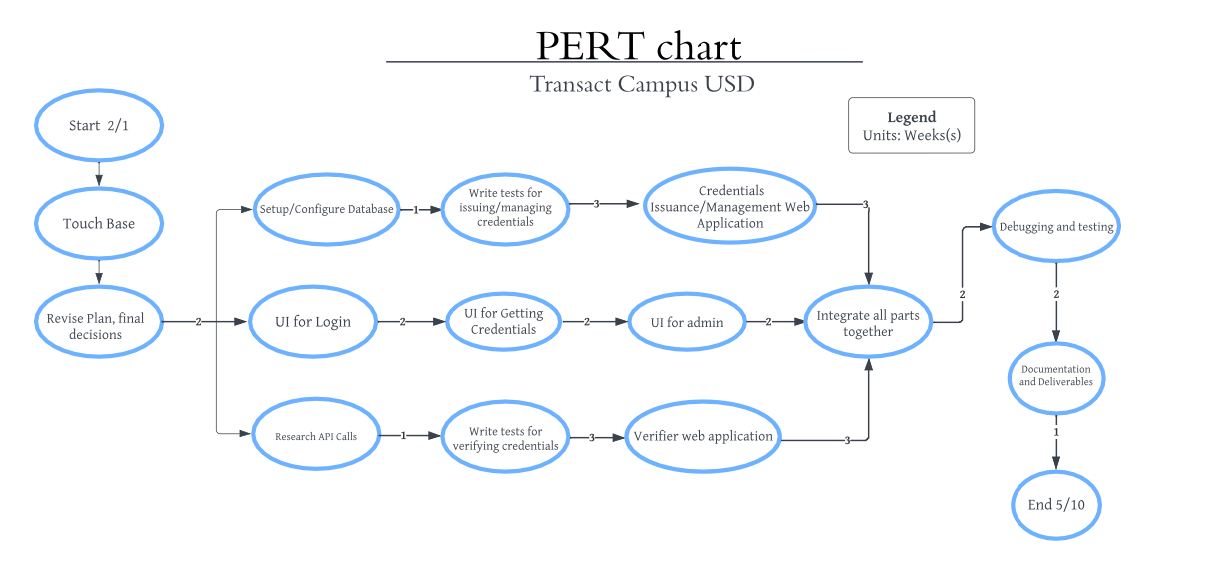 PERT chart
Transact Campus USD
Legend
Units: Weeks(s)
Start 2/1
Touch Base
Revise Plan, final
decisions
2
Setup/Configure Database
1
Write tests for
issuing/managing
credentials
3
Credentials
Issuance/Management Web
Application
3
UI for Login
2
UI for Getting
Credentials
2
UI for admin
2
Research API Calls
1
Write tests for
verifying credentials
3
Verifier web application
3
Integrate all parts
together
2
Debugging and testing
2
Documentation
and Deliverables
1
End 5/10